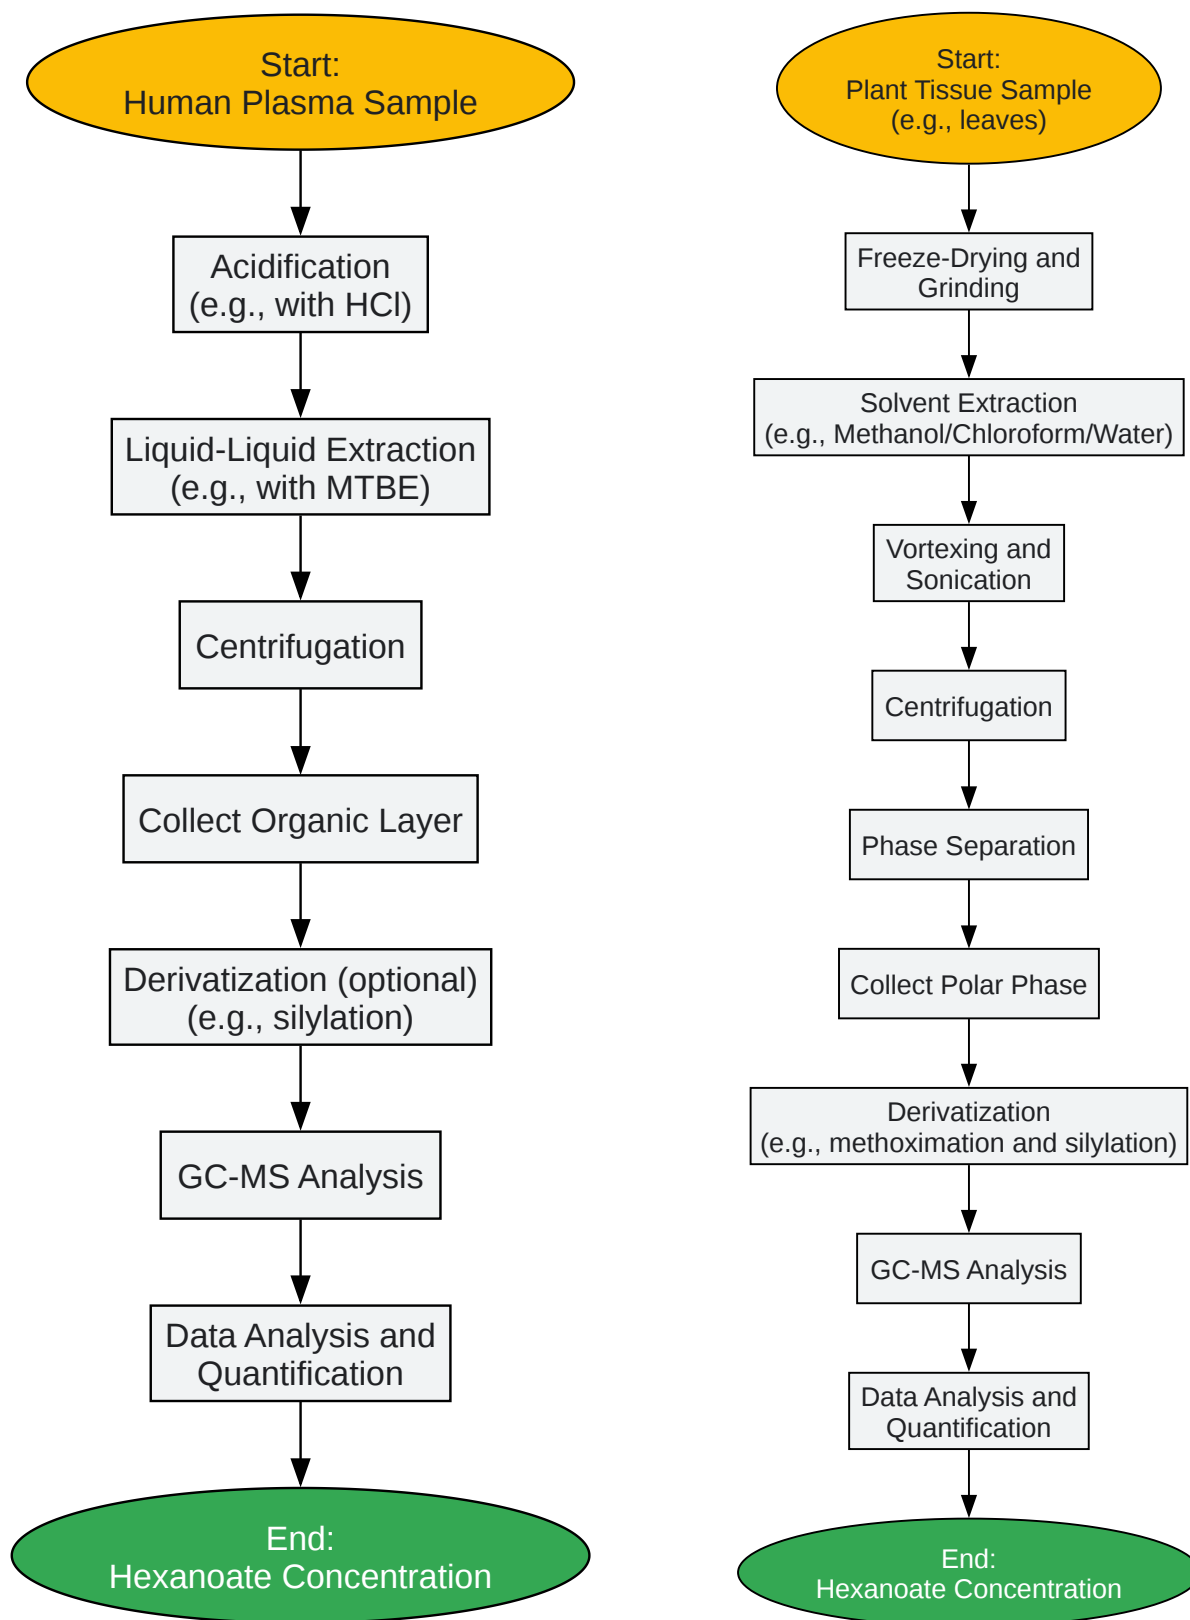 Start:
Human Plasma Sample
Acidification
(e.g., with HCl)
Liquid-Liquid Extraction
(e.g., with MTBE)
Centrifugation
Collect Organic Layer
Derivatization (optional)
(e.g., silylation)
GC-MS Analysis
Data Analysis and
Quantification
End:
Hexanoate Concentration
Start:
Plant Tissue Sample
(e.g., leaves)
Freeze-Drying and
Grinding
Solvent Extraction
(e.g., Methanol/Chloroform/Water)
Vortexing and
Sonication
Centrifugation
Phase Separation
Collect Polar Phase
Derivatization
(e.g., methoximation and silylation)
GC-MS Analysis
Data Analysis and
Quantification
End:
Hexanoate Concentration